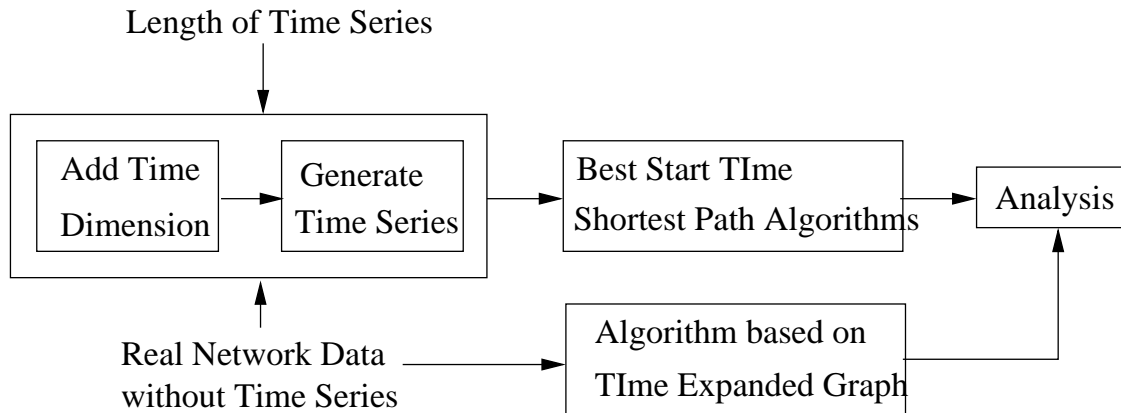 Length of Time Series
Add Time
Dimension
Generate
Time Series
Best Start TIme
Shortest Path Algorithms
Analysis
Real Network Data
without Time Series
Algorithm based on
TIme Expanded Graph